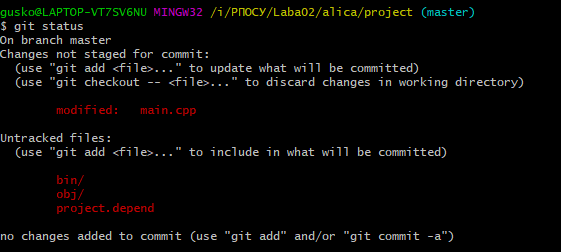 gusko@LAPTOP-VT7SV6NU MINGW32 /i/РПОСУ/Laba02/alica/project (master)
$ git status
On branch master
Changes not staged for commit:
  (use "git add <file>..." to update what will be committed)
  (use "git checkout -- <file>..." to discard changes in working directory)
        modified:   main.cpp
Untracked files:
  (use "git add <file>..." to include in what will be committed)
        bin/
        obj/
        project.depend
no changes added to commit (use "git add" and/or "git commit -a")